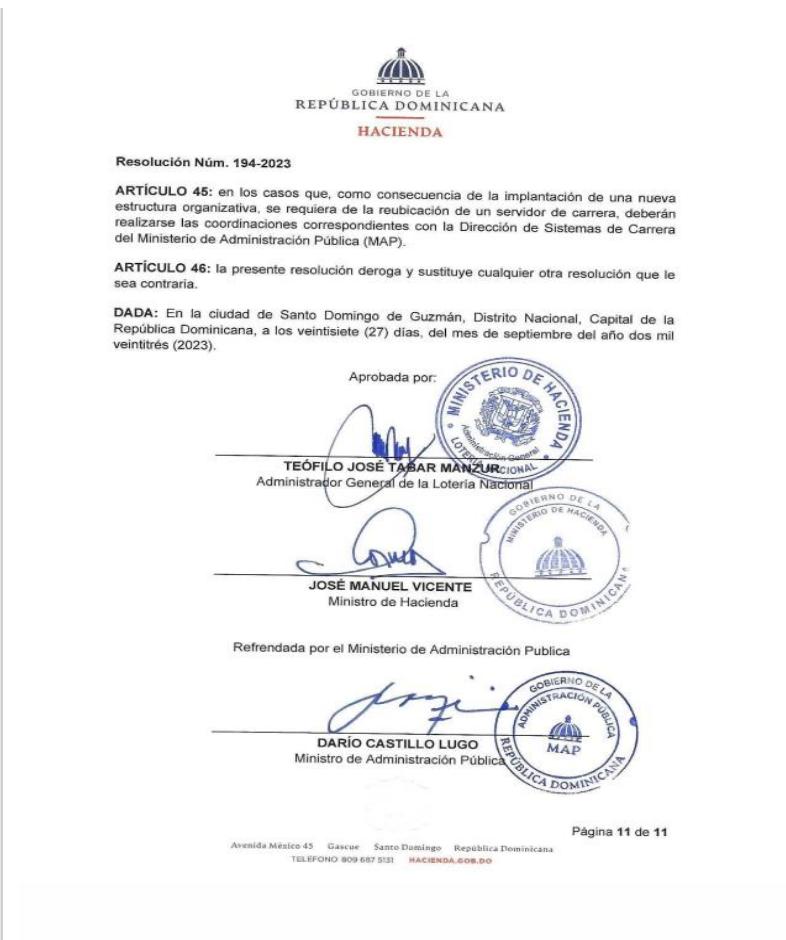 GOBIERNO DE LA
REPÚBLICA DOMINICANA
HACIENDA
Resolución Núm. 194-2023
ARTÍCULO 45: en los casos que, como consecuencia de la implantación de una nueva
estructura organizativa, se requiera de la reubicación de un servidor de carrera, deberán
realizarse las coordinaciones correspondientes con la Dirección de Sistemas de Carrera
del Ministerio de Administración Pública (MAP).
ARTÍCULO 46: la presente resolución deroga y sustituye cualquier otra resolución que le
sea contraria.
DADA: En la ciudad de Santo Domingo de Guzmán, Distrito Nacional, Capital de la
República Dominicana, a los veintisiete (27) días, del mes de septiembre del año dos mil
veintitrés (2023).
Aprobada por:
MINISTERIO DE HACIENDA
Administración General
LOTERÍA NACIONAL
TEÓFILO JOSÉ TABAR MANZUR
Administrador General de la Lotería Nacional
GOBIERNO DE LA
MINISTERIO DE HACIENDA
REPÚBLICA DOMINICANA
JOSÉ MANUEL VICENTE
Ministro de Hacienda
Refrendada por el Ministerio de Administración Publica
GOBIERNO DE LA
ADMINISTRACIÓN PÚBLICA
MAP
REPÚBLICA DOMINICANA
DARÍO CASTILLO LUGO
Ministro de Administración Pública
Página 11 de 11
Avenida México 45 Gascue Santo Domingo República Dominicana
TELÉFONO 809 687 5131 HACIENDA.GOB.DO